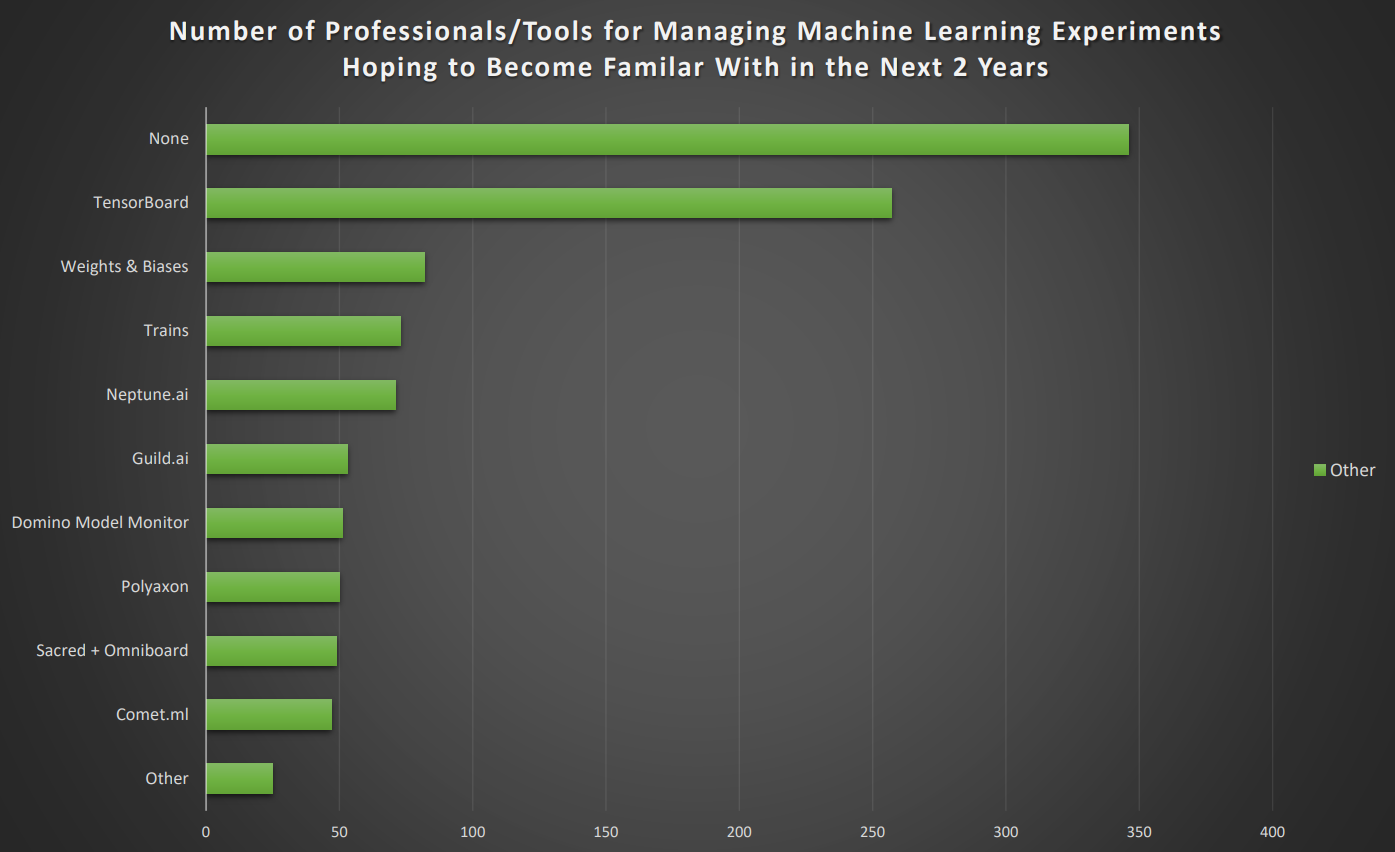 Number of Professionals/Tools for Managing Machine Learning Experiments
Hoping to Become Familar With in the Next 2 Years
None
TensorBoard
Weights & Biases
Trains
Neptune.ai
Guild.ai
Domino Model Monitor
Polyaxon
Sacred + Omniboard
Comet.ml
Other
0 50 100 150 200 250 300 350 400
Other